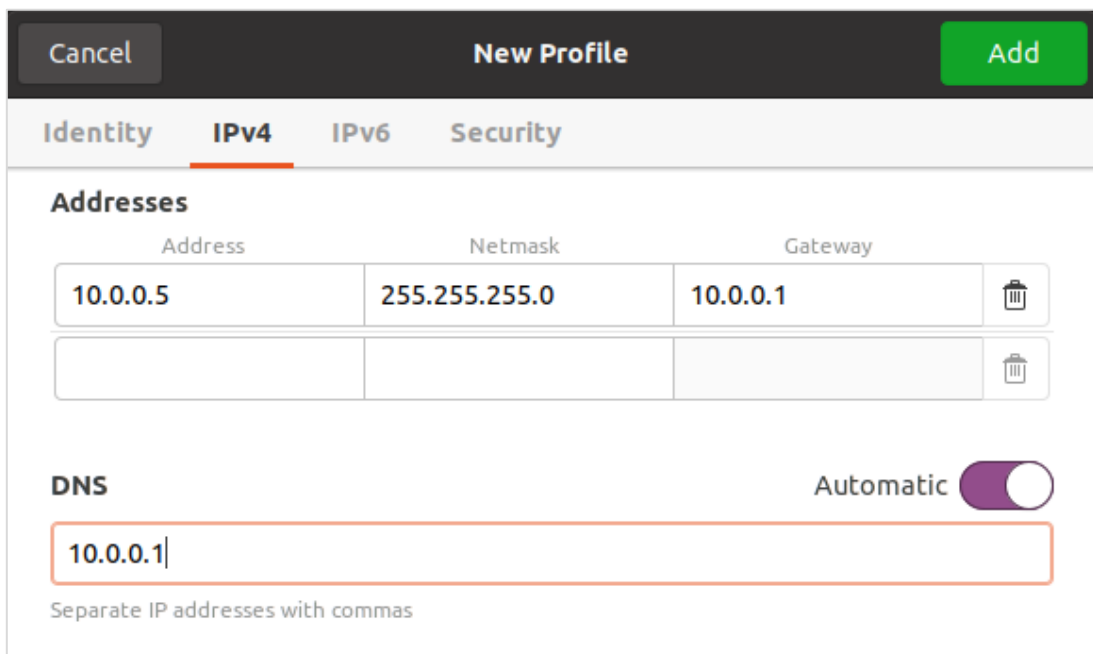 Cancel New Profile Add
Identity IPv4 IPv6 Security
Addresses
Address Netmask Gateway
10.0.0.5 255.255.255.0 10.0.0.1
DNS Automatic
10.0.0.1
Separate IP addresses with commas